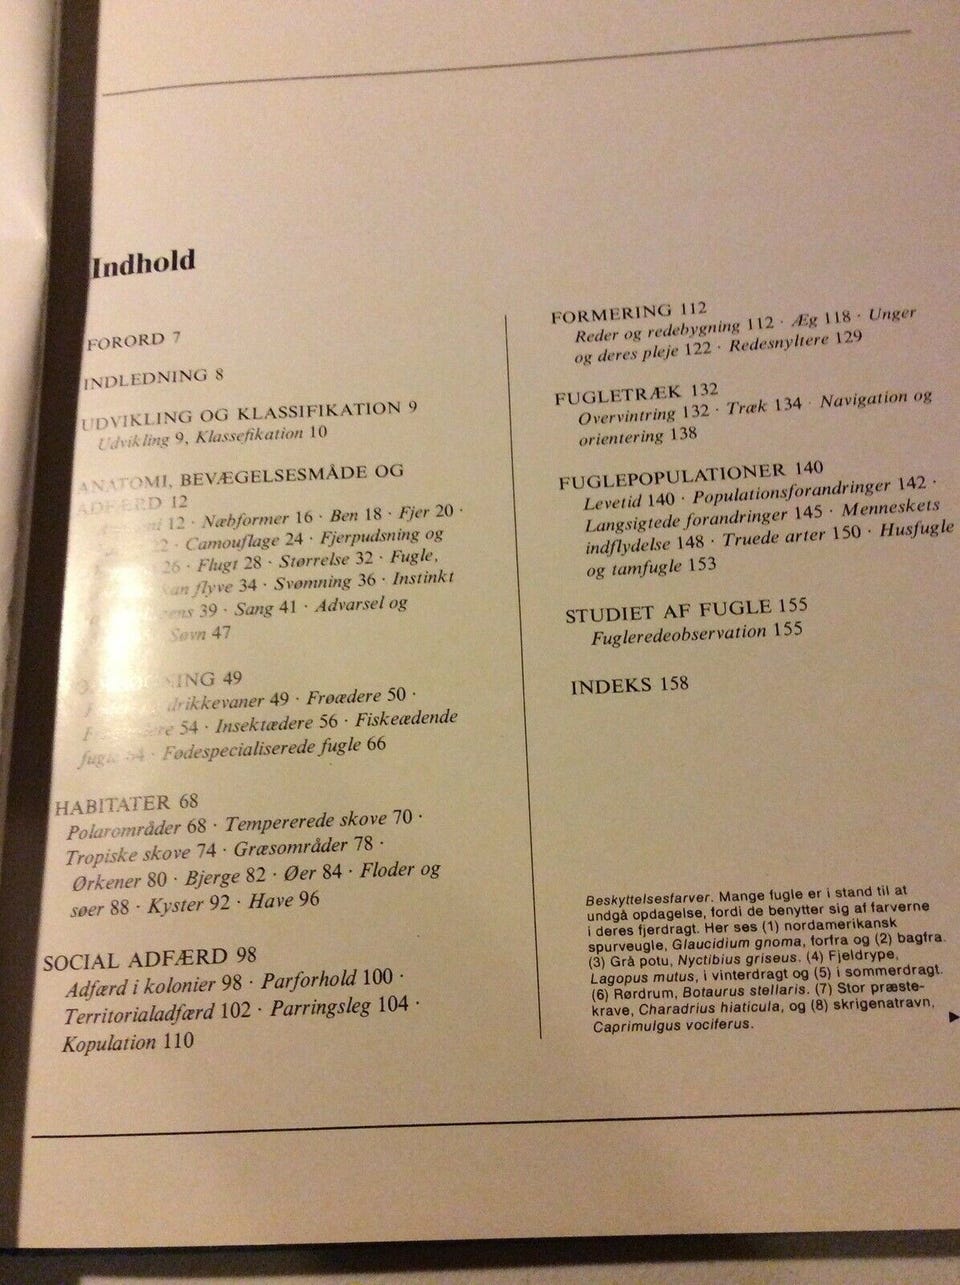 Indhold
FORORD 7
INDLEDNING 8
UDVIKLING OG KLASSIFIKATION 9
Udvikling 9, Klassefikation 10
ANATOMI, BEVÆGELSESMÅDE OG
ADFÆRD 12
12 · Næbformer 16 · Ben 18 · Fjer 20 ·
Camouflage 24 · Fjerpudsning og
26 · Flugt 28 · Størrelse 32 · Fugle,
flyve 34 · Svømning 36 · Instinkt
39 · Sang 41 · Advarsel og
Søvn 47
49
drikkevaner 49 · Frøædere 50 ·
54 · Insektædere 56 · Fiskeædende
Fødespecialiserede fugle 66
HABITATER 68
Polarområder 68 · Tempererede skove 70 ·
Tropiske skove 74 · Græsområder 78 ·
Ørkener 80 · Bjerge 82 · Øer 84 · Floder og
søer 88 · Kyster 92 · Have 96
SOCIAL ADFÆRD 98
Adfærd i kolonier 98 · Parforhold 100 ·
Territorialadfærd 102 · Parringsleg 104 ·
Kopulation 110
FORMERING 112
Reder og redebygning 112 · Æg 118 · Unger
og deres pleje 122 · Redesnyltere 129
FUGLETRÆK 132
Overvintring 132 · Træk 134 · Navigation og
orientering 138
FUGLEPOPULATIONER 140
Levetid 140 · Populationsforandringer 142 ·
Langsigtede forandringer 145 · Menneskets
indflydelse 148 · Truede arter 150 · Husfugle
og tamfugle 153
STUDIET AF FUGLE 155
Fugleredeobservation 155
INDEKS 158
Beskyttelsesfarver. Mange fugle er i stand til at
undgå opdagelse, fordi de benytter sig af farverne
i deres fjerdragt. Her ses (1) nordamerikansk
spurveugle, Glaucidium gnoma, forfra og (2) bagfra.
(3) Grå potu, Nyctibius griseus. (4) Fjeldrype,
Lagopus mutus, i vinterdragt og (5) i sommerdragt.
(6) Rørdrum, Botaurus stellaris. (7) Stor præste-
krave, Charadrius hiaticula, og (8) skrigenatravn,
Caprimulgus vociferus.